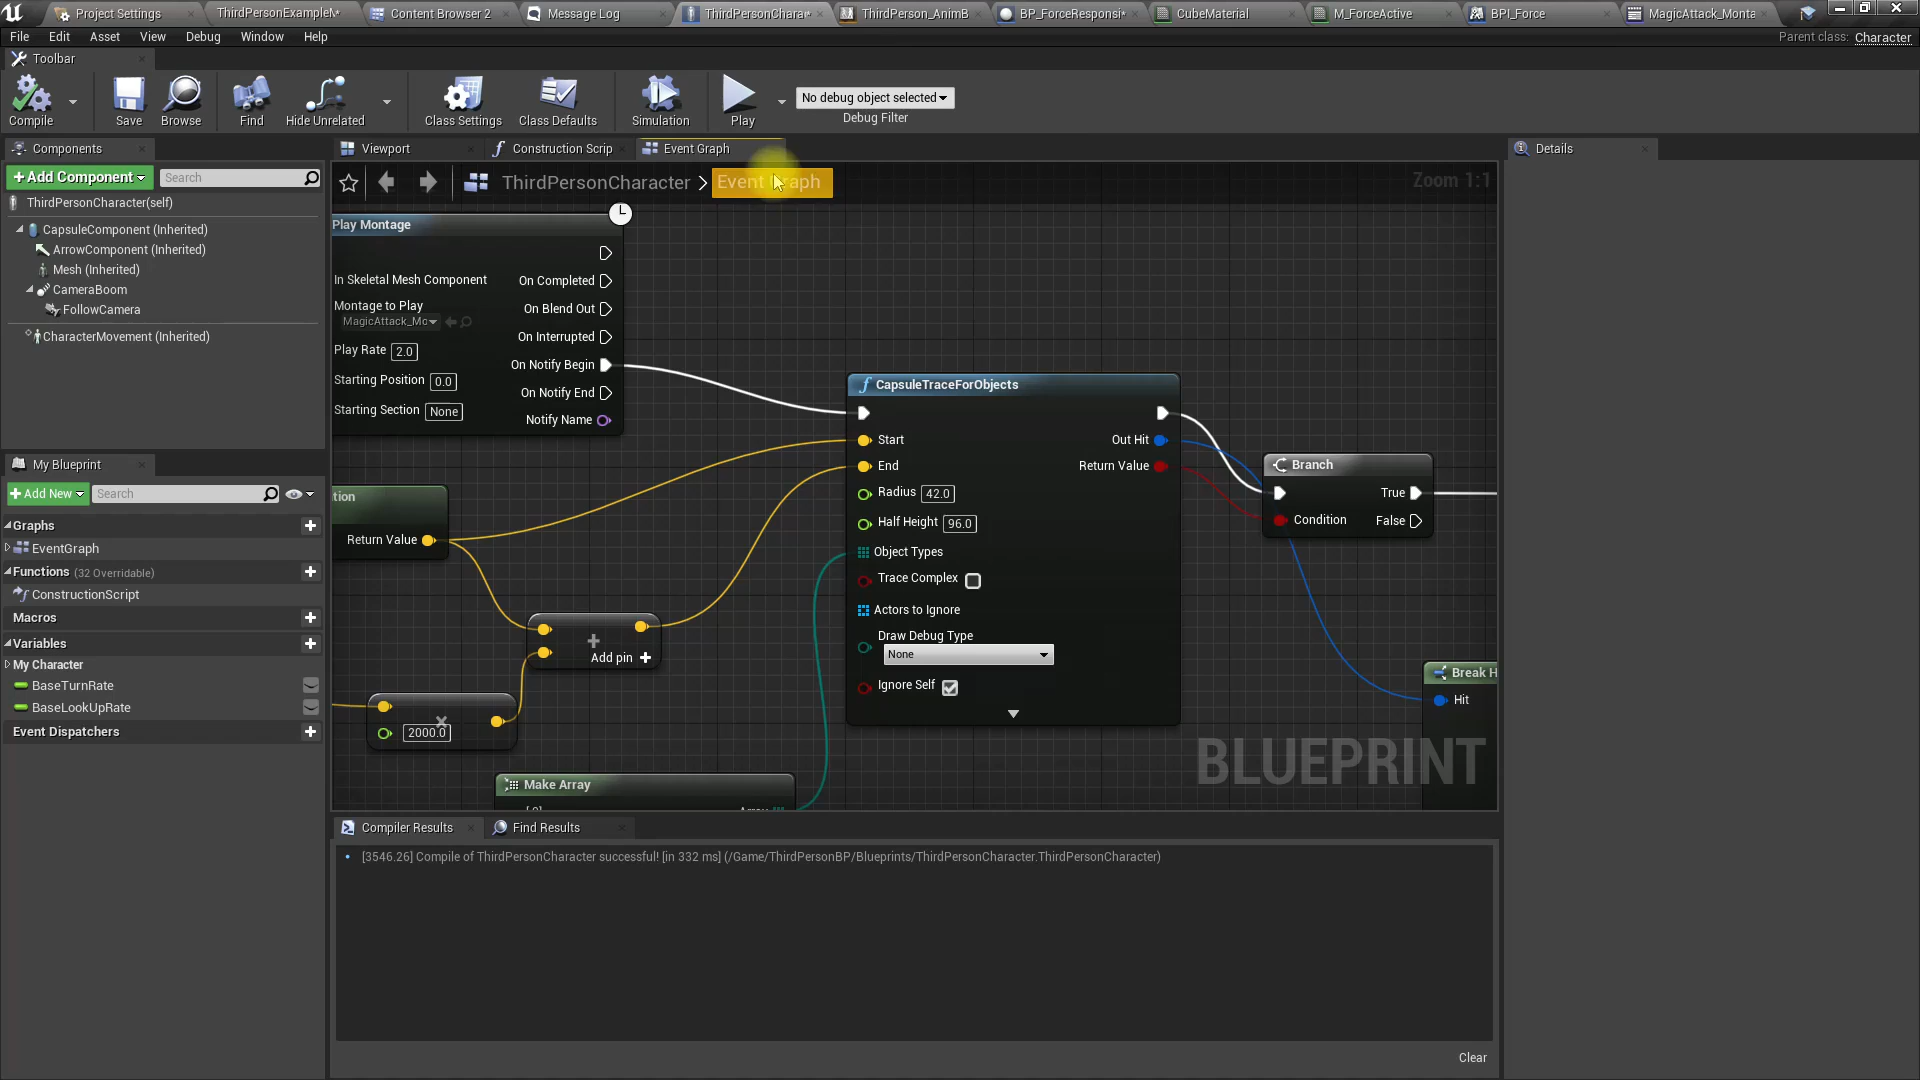 Project Settings
ThirdPersonExampleM*
Content Browser 2
Message Log
ThirdPersonChara*
ThirdPerson_AnimB
BP_ForceResponsi*
CubeMaterial
M_ForceActive
BPI_Force
MagicAttack_Monta
File Edit Asset View Debug Window Help
Parent class: Character
Toolbar
Compile
Save
Browse
Find
Hide Unrelated
Class Settings
Class Defaults
Simulation
Play
No debug object selected
Debug Filter
Components
+Add Component
Search
ThirdPersonCharacter(self)
CapsuleComponent (Inherited)
ArrowComponent (Inherited)
Mesh (Inherited)
CameraBoom
FollowCamera
CharacterMovement (Inherited)
My Blueprint
+Add New
Search
Graphs
EventGraph
Functions (32 Overridable)
ConstructionScript
Macros
Variables
My Character
BaseTurnRate
BaseLookUpRate
Event Dispatchers
Viewport
Construction Scrip
Event Graph
ThirdPersonCharacter > Event Graph
Zoom 1:1
Play Montage
In Skeletal Mesh Component
On Completed
Montage to Play
MagicAttack_Mo
On Blend Out
On Interrupted
Play Rate 2.0
On Notify Begin
Starting Position 0.0
On Notify End
Starting Section None
Notify Name
tion
Return Value
Add pin +
2000.0
Make Array
CapsuleTraceForObjects
Start
Out Hit
End
Return Value
Radius 42.0
Half Height 96.0
Object Types
Trace Complex
Actors to Ignore
Draw Debug Type
None
Ignore Self
Branch
True
Condition
False
Break H
Hit
BLUEPRINT
Compiler Results
Find Results
[3546.26] Compile of ThirdPersonCharacter successful! [in 332 ms] (/Game/ThirdPersonBP/Blueprints/ThirdPersonCharacter.ThirdPersonCharacter)
Clear
Details